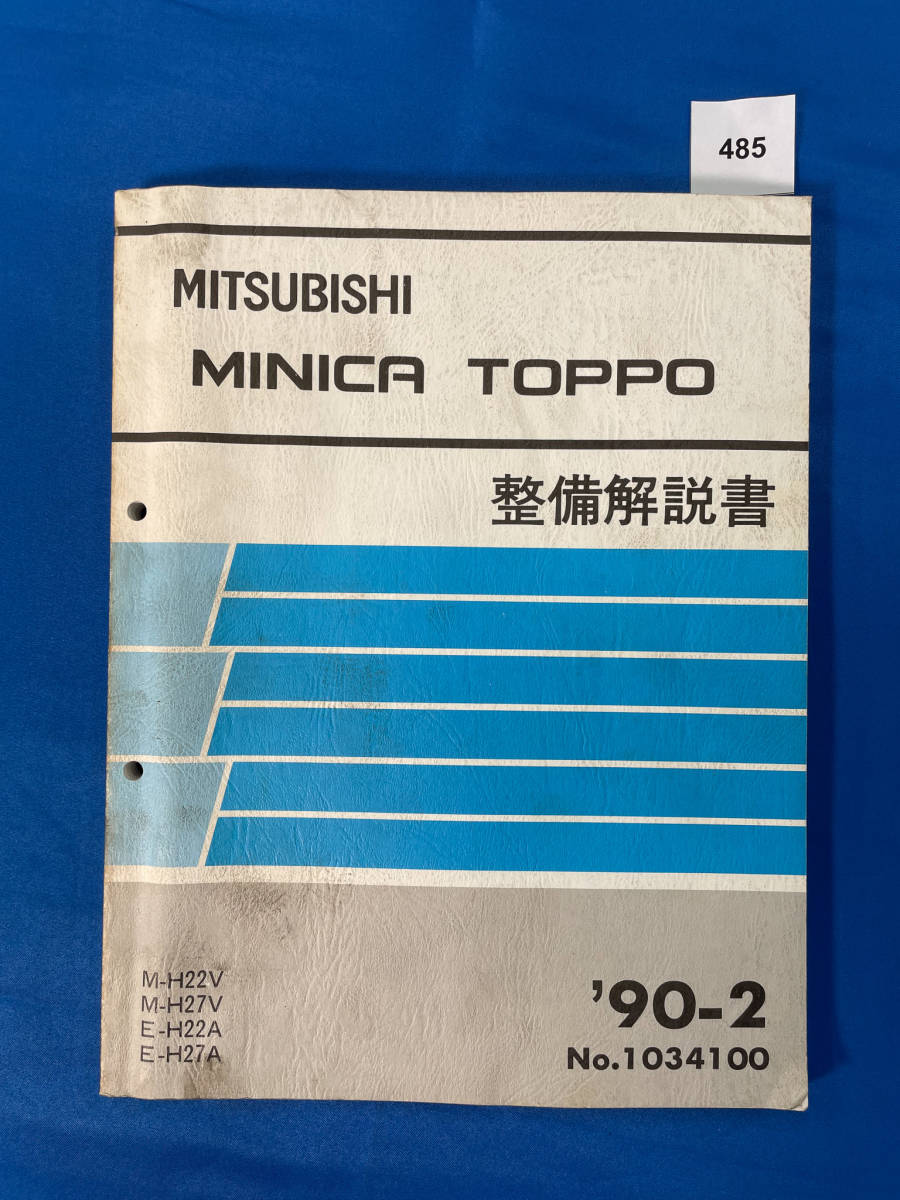 485
MITSUBISHI
MINICA TOPPO
整備解説書
M-H22V
M-H27V
E-H22A
E-H27A
'90-2
No.1034100